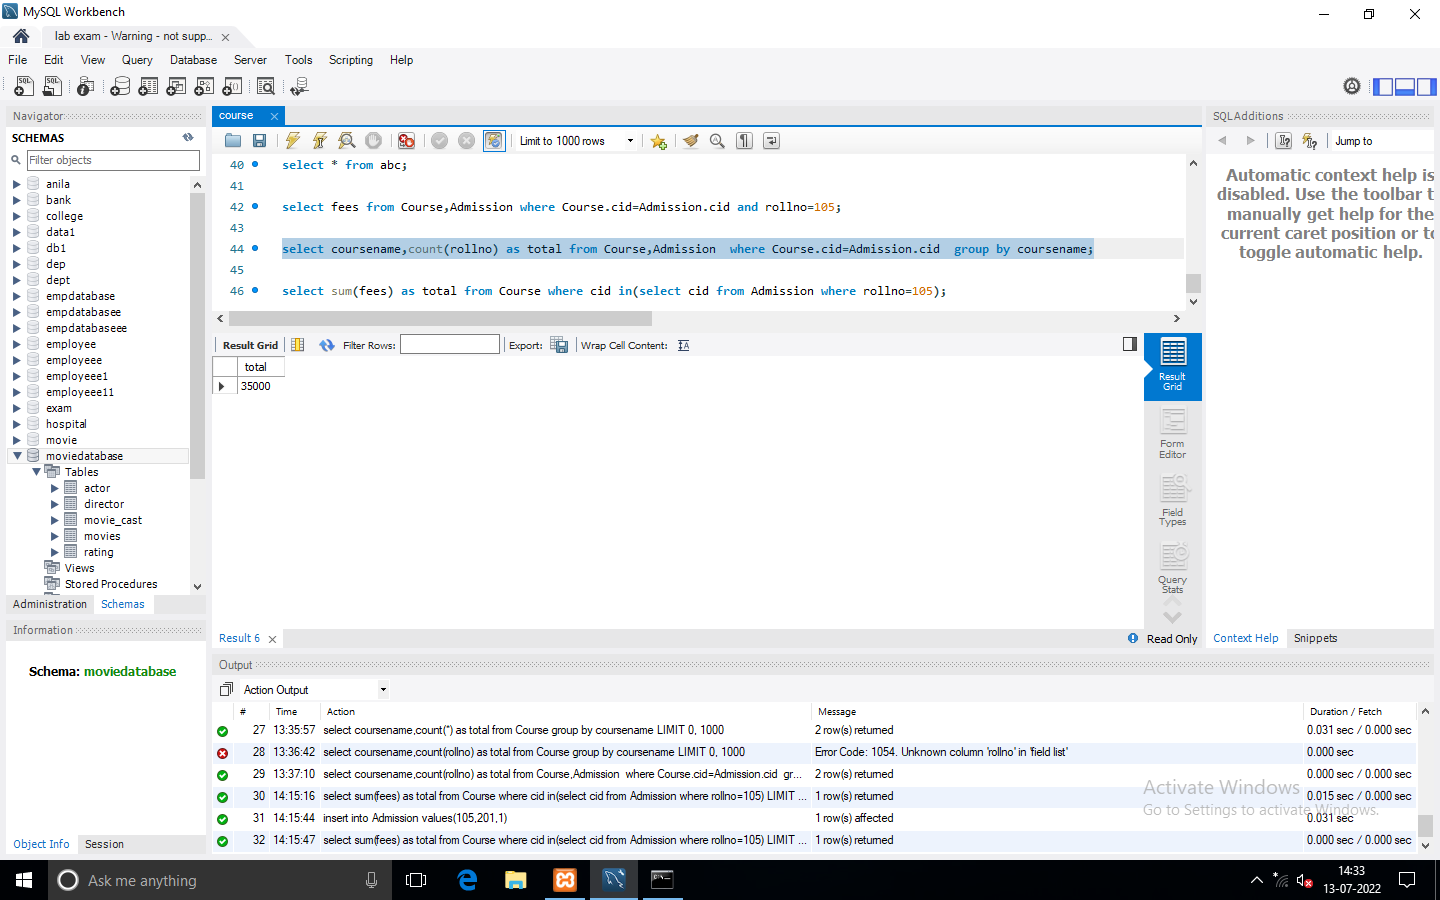 MySQL Workbench
lab exam - Warning - not supp...
File Edit View Query Database Server Tools Scripting Help
Navigator
SCHEMAS
Filter objects
anila
bank
college
data1
db1
dep
dept
empdatabase
empdatabasee
empdatabaseee
employee
employeee
employeee1
employeee11
exam
hospital
movie
moviedatabase
Tables
actor
director
movie_cast
movies
rating
Views
Stored Procedures
Administration Schemas
Information
Schema: moviedatabase
Object Info Session
course
Limit to 1000 rows
40 select * from abc;
41
42 select fees from Course,Admission where Course.cid=Admission.cid and rollno=105;
43
44 select coursename,count(rollno) as total from Course,Admission  where Course.cid=Admission.cid  group by coursename;
45
46 select sum(fees) as total from Course where cid in(select cid from Admission where rollno=105);
Result Grid Filter Rows: Export: Wrap Cell Content:
total
35000
Result Grid
Form Editor
Field Types
Query Stats
Result 6
Read Only
SQLAdditions
Jump to
Automatic context help is
disabled. Use the toolbar t
manually get help for the
current caret position or to
toggle automatic help.
Context Help Snippets
Output
Action Output
# Time Action Message Duration / Fetch
27 13:35:57 select coursename,count(*) as total from Course group by coursename LIMIT 0, 1000 2 row(s) returned 0.031 sec / 0.000 sec
28 13:36:42 select coursename,count(rollno) as total from Course group by coursename LIMIT 0, 1000 Error Code: 1054. Unknown column 'rollno' in 'field list' 0.000 sec
29 13:37:10 select coursename,count(rollno) as total from Course,Admission  where Course.cid=Admission.cid  gr... 2 row(s) returned 0.000 sec / 0.000 sec
30 14:15:16 select sum(fees) as total from Course where cid in(select cid from Admission where rollno=105) LIMIT ... 1 row(s) returned 0.015 sec / 0.000 sec
31 14:15:44 insert into Admission values(105,201,1) 1 row(s) affected 0.031 sec
32 14:15:47 select sum(fees) as total from Course where cid in(select cid from Admission where rollno=105) LIMIT ... 1 row(s) returned 0.000 sec / 0.000 sec
Activate Windows
Go to Settings to activate Windows.
Ask me anything
14:33
13-07-2022